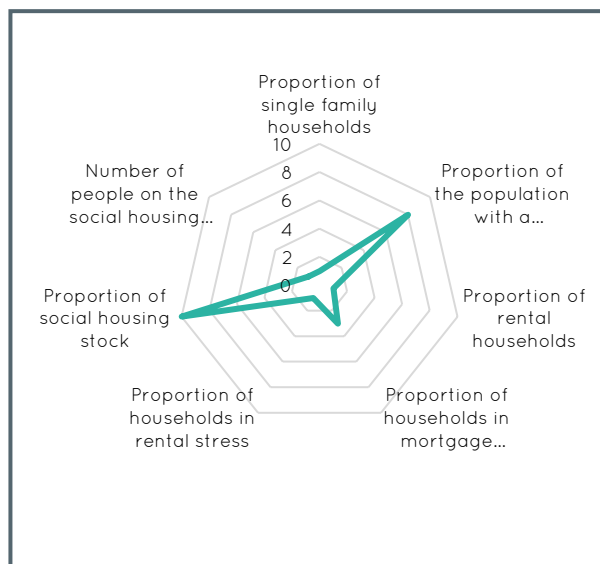 Proportion of
single family
households
10
8
6
4
2
0
Proportion of
the population
with a...
Proportion of
rental
households
Proportion of
households in
mortgage...
Proportion of
households in
rental stress
Proportion of
social housing
stock
Number of
people on the
social housing...